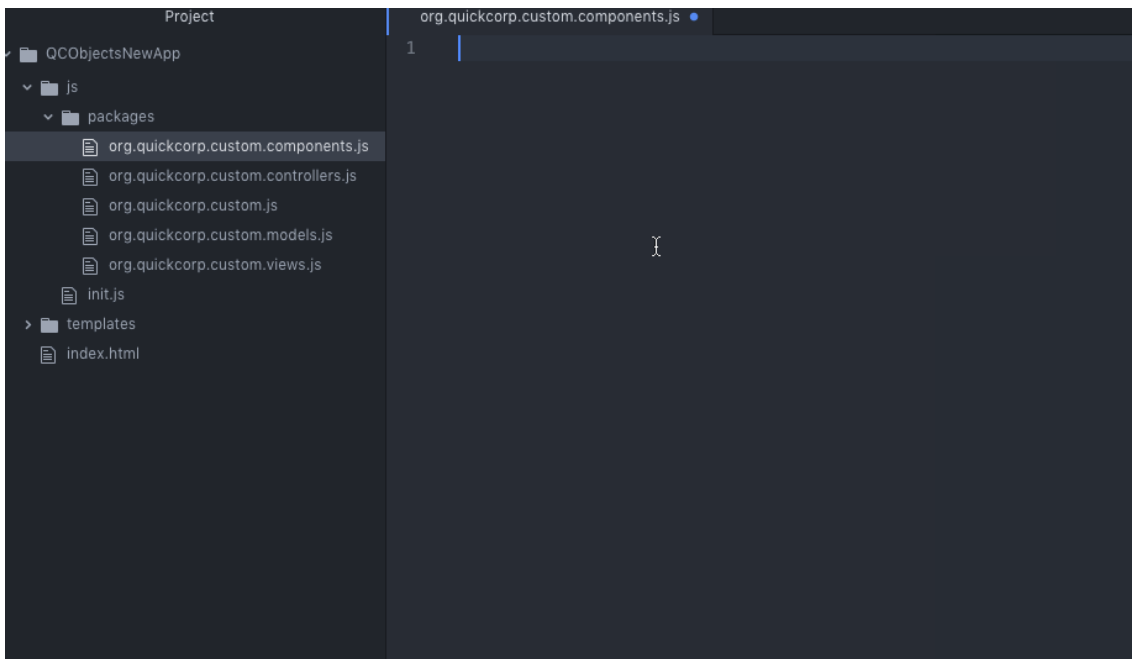 Project
QCObjectsNewApp
js
packages
org.quickcorp.custom.components.js
org.quickcorp.custom.controllers.js
org.quickcorp.custom.js
org.quickcorp.custom.models.js
org.quickcorp.custom.views.js
init.js
templates
index.html
org.quickcorp.custom.components.js
1